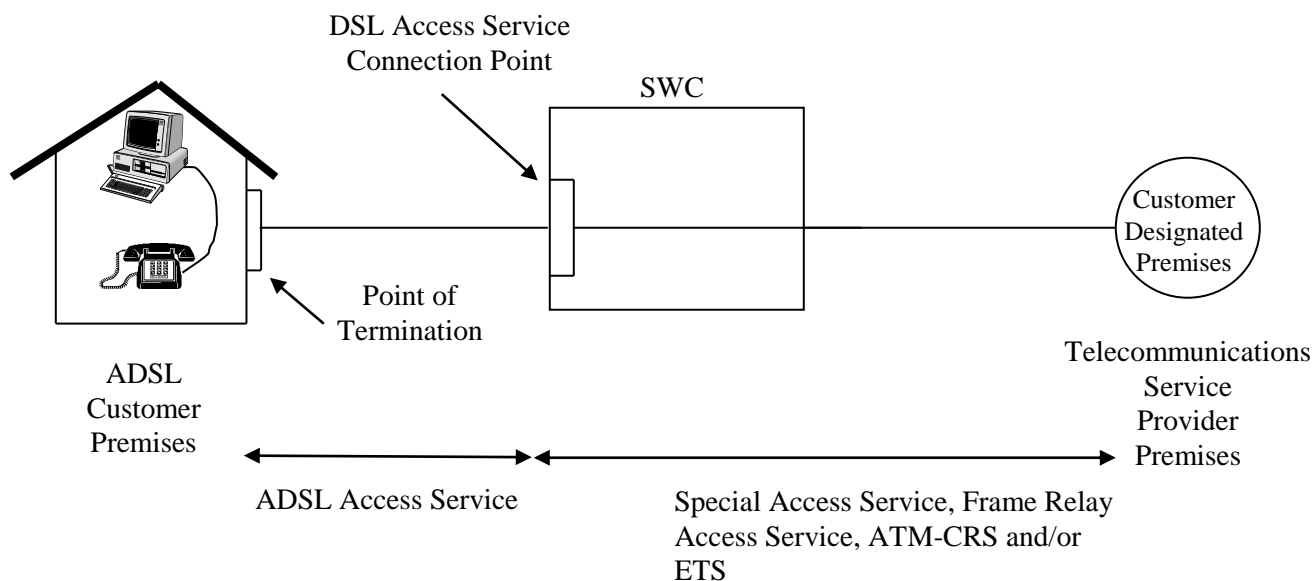 DSL Access Service
Connection Point
SWC
Customer
Designated
Premises
Point of
Termination
ADSL
Customer
Premises
Telecommunications
Service
Provider
Premises
ADSL Access Service
Special Access Service, Frame Relay
Access Service, ATM-CRS and/or
ETS